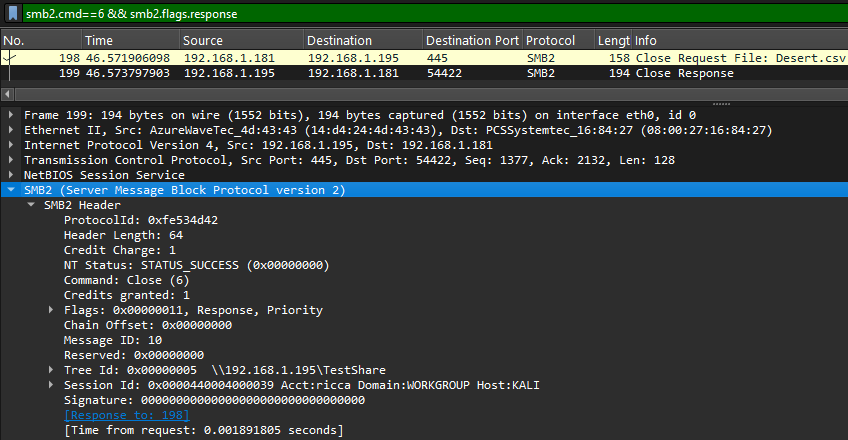 smb2.cmd==6 && smb2.flags.response
No. Time Source Destination Destination Port Protocol Lengt Info
198 46.571906098 192.168.1.181 192.168.1.195 445 SMB2 158 Close Request File: Desert.csv
199 46.573797903 192.168.1.195 192.168.1.181 54422 SMB2 194 Close Response
Frame 199: 194 bytes on wire (1552 bits), 194 bytes captured (1552 bits) on interface eth0, id 0
Ethernet II, Src: AzureWaveTec_4d:43:43 (14:d4:24:4d:43:43), Dst: PCSSystemtec_16:84:27 (08:00:27:16:84:27)
Internet Protocol Version 4, Src: 192.168.1.195, Dst: 192.168.1.181
Transmission Control Protocol, Src Port: 445, Dst Port: 54422, Seq: 1377, Ack: 2132, Len: 128
NetBIOS Session Service
SMB2 (Server Message Block Protocol version 2)
SMB2 Header
ProtocolId: 0xfe534d42
Header Length: 64
Credit Charge: 1
NT Status: STATUS_SUCCESS (0x00000000)
Command: Close (6)
Credits granted: 1
Flags: 0x00000011, Response, Priority
Chain Offset: 0x00000000
Message ID: 10
Reserved: 0x00000000
Tree Id: 0x00000005 \\192.168.1.195\TestShare
Session Id: 0x0000440004000039 Acct:ricca Domain:WORKGROUP Host:KALI
Signature: 00000000000000000000000000000000
[Response to: 198]
[Time from request: 0.001891805 seconds]